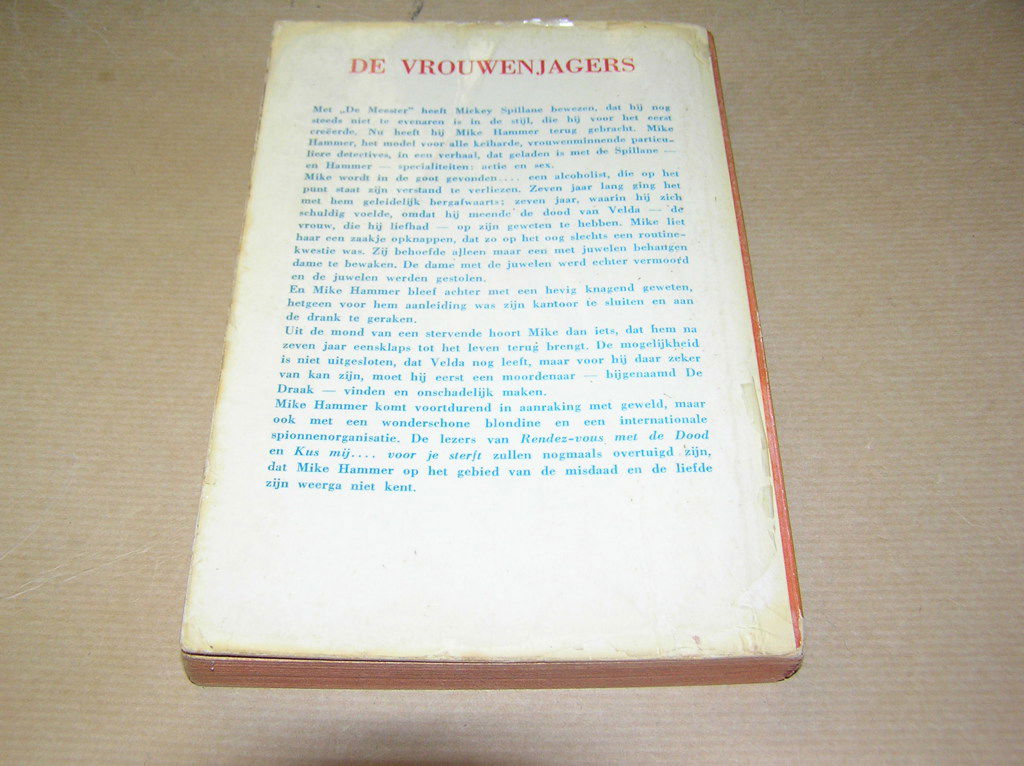 DE VROUWENJAGERS
Met „De Meester" heeft Mickey Spillane bewezen, dat hij nog
steeds niet te evenaren is in de stijl, die hij voor het eerst
creëerde. Nu heeft hij Mike Hammer terug gebracht. Mike
Hammer, het model voor alle keiharde, vrouwenminnende particu-
liere detectives, in een verhaal, dat geladen is met de Spillane —
en Hammer — specialiteiten: actie en sex.
Mike wordt in de goot gevonden.... een alcoholist, die op het
punt staat zijn verstand te verliezen. Zeven jaar lang ging het
met hem geleidelijk bergafwaarts; zeven jaar, waarin hij zich
schuldig voelde, omdat hij meende de dood van Velda — de
vrouw, die hij liefhad — op zijn geweten te hebben. Mike liet
haar een zaakje opknappen, dat zo op het oog slechts een routine-
kwestie was. Zij behoefde alleen maar een met juwelen behangen
dame te bewaken. De dame met de juwelen werd echter vermoord
en de juwelen werden gestolen.
En Mike Hammer bleef achter met een hevig knagend geweten,
hetgeen voor hem aanleiding was zijn kantoor te sluiten en aan
de drank te geraken.
Uit de mond van een stervende hoort Mike dan iets, dat hem na
zeven jaar eensklaps tot het leven terug brengt. De mogelijkheid
is niet uitgesloten, dat Velda nog leeft, maar voor hij daar zeker
van kan zijn, moet hij eerst een moordenaar — bijgenaamd De
Draak — vinden en onschadelijk maken.
Mike Hammer komt voortdurend in aanraking met geweld, maar
ook met een wonderschone blondine en een internationale
spionnenorganisatie. De lezers van Rendez-vous met de Dood
en Kus mij.... voor je sterft zullen nogmaals overtuigd zijn,
dat Mike Hammer op het gebied van de misdaad en de liefde
zijn weerga niet kent.